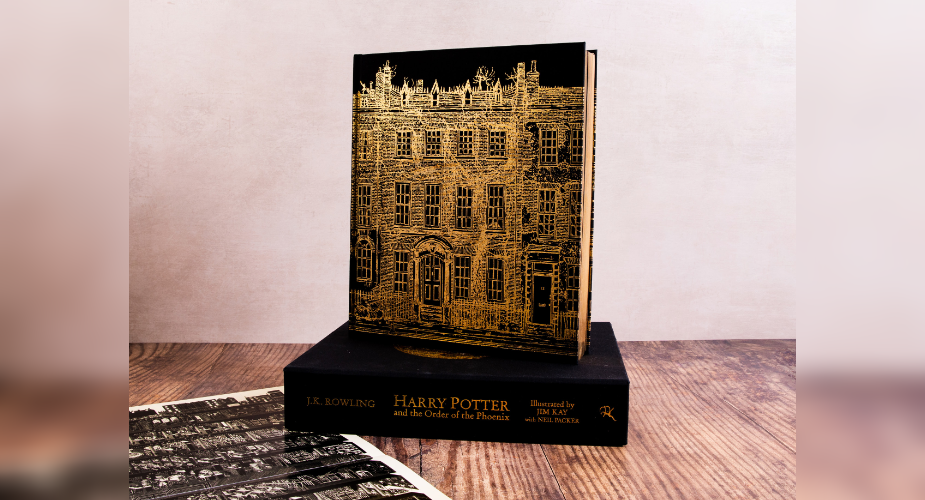 J.K. ROWLING
HARRY POTTER
and the Order of the Phoenix
Illustrated by
JIM KAY
with NEIL PACKER